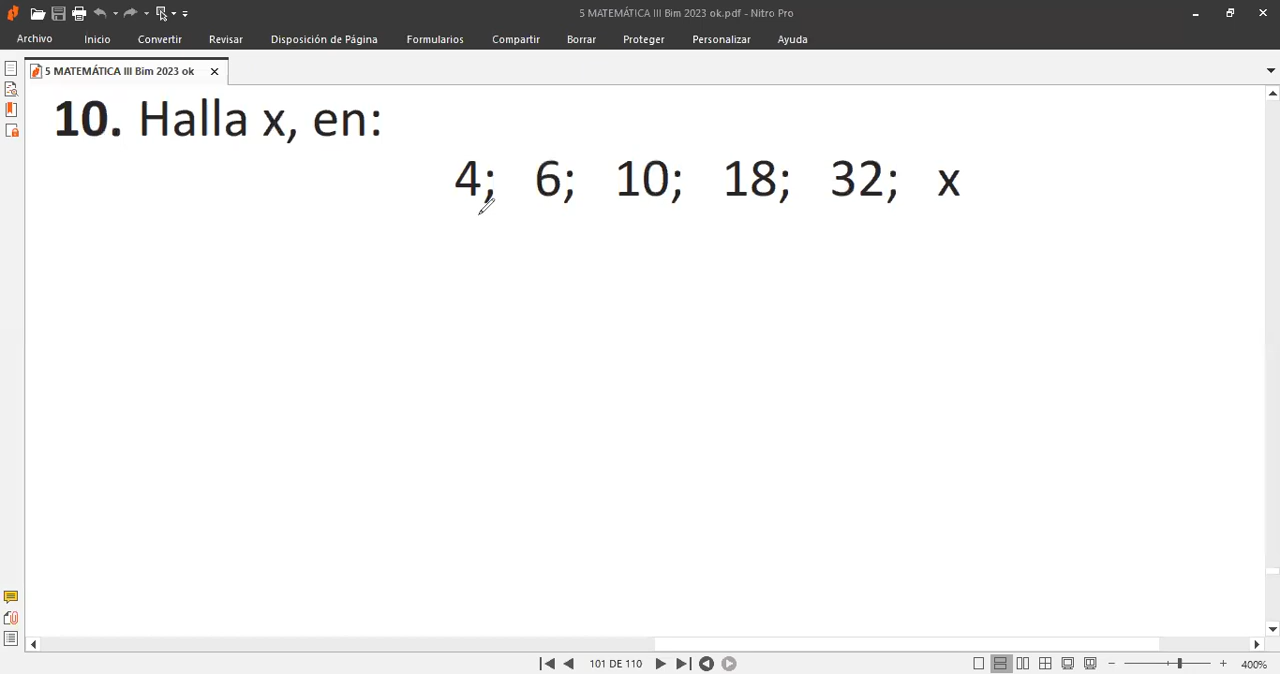 5 MATEMÁTICA III Bim 2023 ok.pdf - Nitro Pro
Archivo Inicio Convertir Revisar Disposición de Página Formularios Compartir Borrar Proteger Personalizar Ayuda
5 MATEMÁTICA III Bim 2023 ok
10. Halla x, en:
4; 6; 10; 18; 32; x
101 DE 110
400%